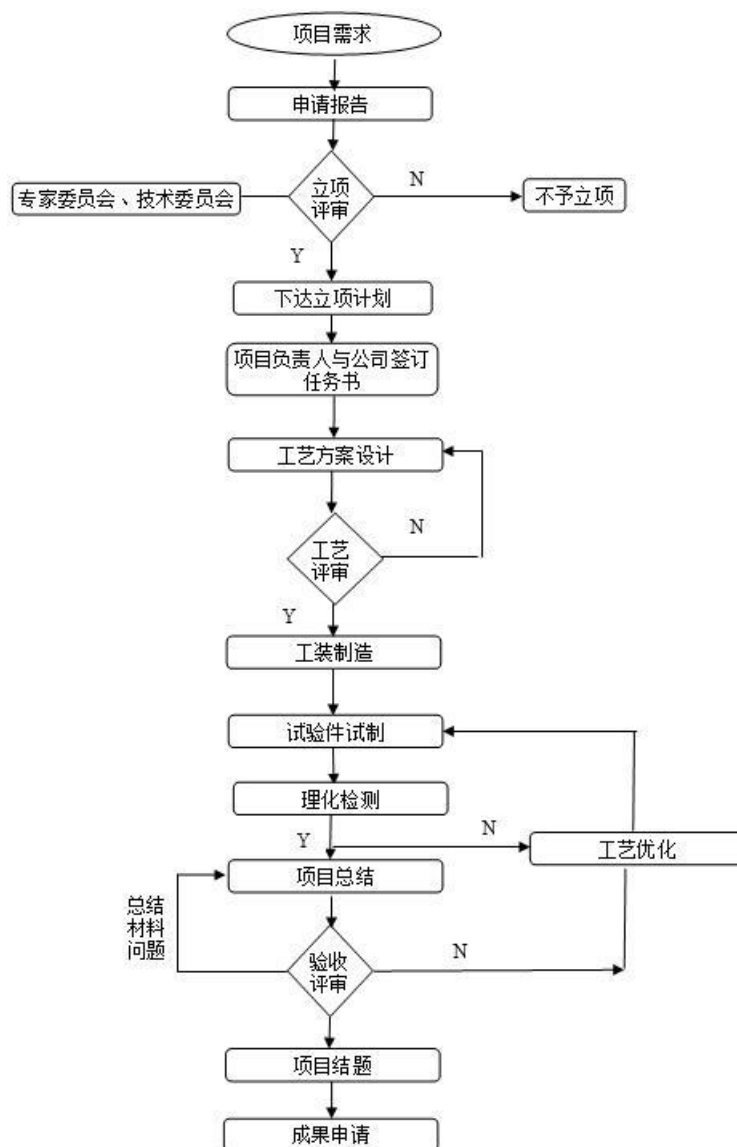 项目需求
申请报告
立项
评审
N
专家委员会、技术委员会
不予立项
Y
下达立项计划
项目负责人与公司签订
任务书
工艺方案设计
N
工艺
评审
Y
工装制造
试验件试制
理化检测
Y
N
工艺优化
项目总结
总结
材料
问题
验收
评审
N
项目结题
成果申请